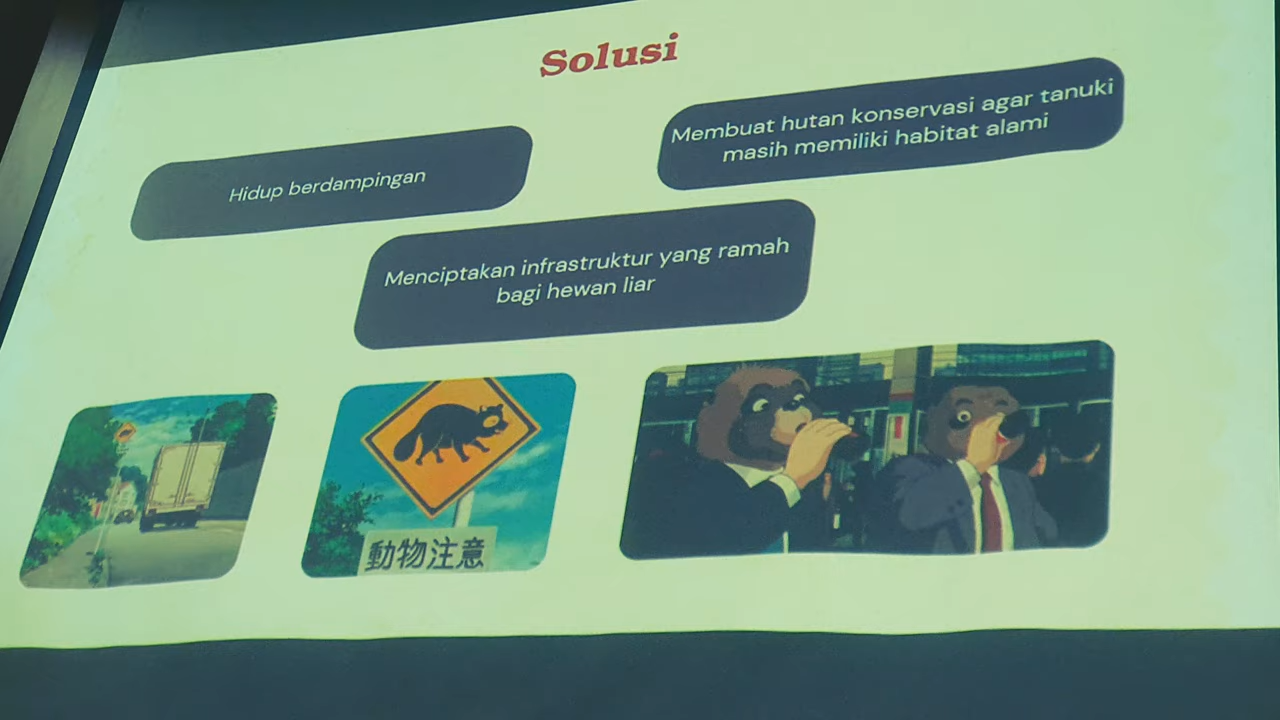 Solusi
Hidup berdampingan
Membuat hutan konservasi agar tanuki
masih memiliki habitat alami
Menciptakan infrastruktur yang ramah
bagi hewan liar
動物注意